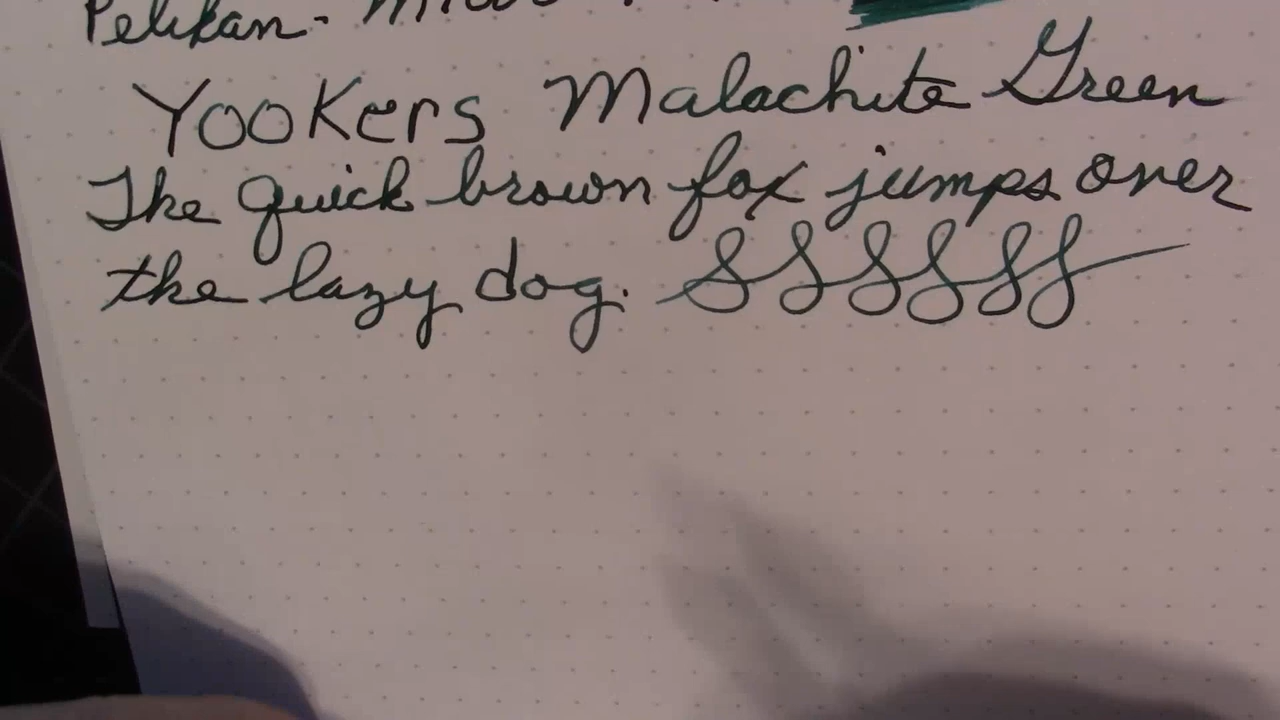 Pelikan-
Yookers Malachite Green
The quick brown fox jumps over
the lazy dog. SSSSSS